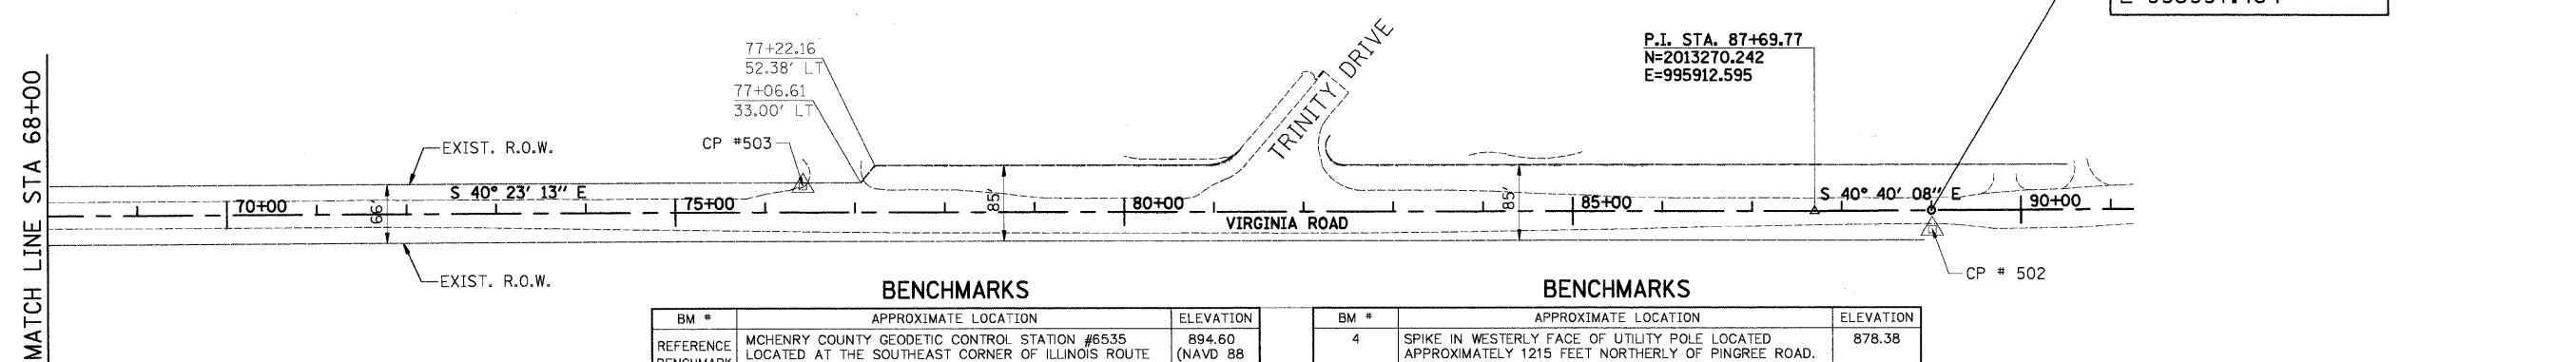 MATCH LINE STA 68+00
77+22.16
52.38' LT
77+06.61
33.00' LT
CP #503
EXIST. R.O.W.
S 40° 23' 13" E
66'
70+00
75+00
85'
80+00
TRINITY DRIVE
VIRGINIA ROAD
85'
85+00
P.I. STA. 87+69.77
N=2013270.242
E=995912.595
S 40° 40' 08" E
90+00
CP # 502
EXIST. R.O.W.
BENCHMARKS
BM # APPROXIMATE LOCATION ELEVATION
REFERENCE MCHENRY COUNTY GEODETIC CONTROL STATION #6535 894.60
BENCHMARK LOCATED AT THE SOUTHEAST CORNER OF ILLINOIS ROUTE (NAVD 88
BENCHMARKS
BM # APPROXIMATE LOCATION ELEVATION
4 SPIKE IN WESTERLY FACE OF UTILITY POLE LOCATED 878.38
APPROXIMATELY 1215 FEET NORTHERLY OF PINGREE ROAD.